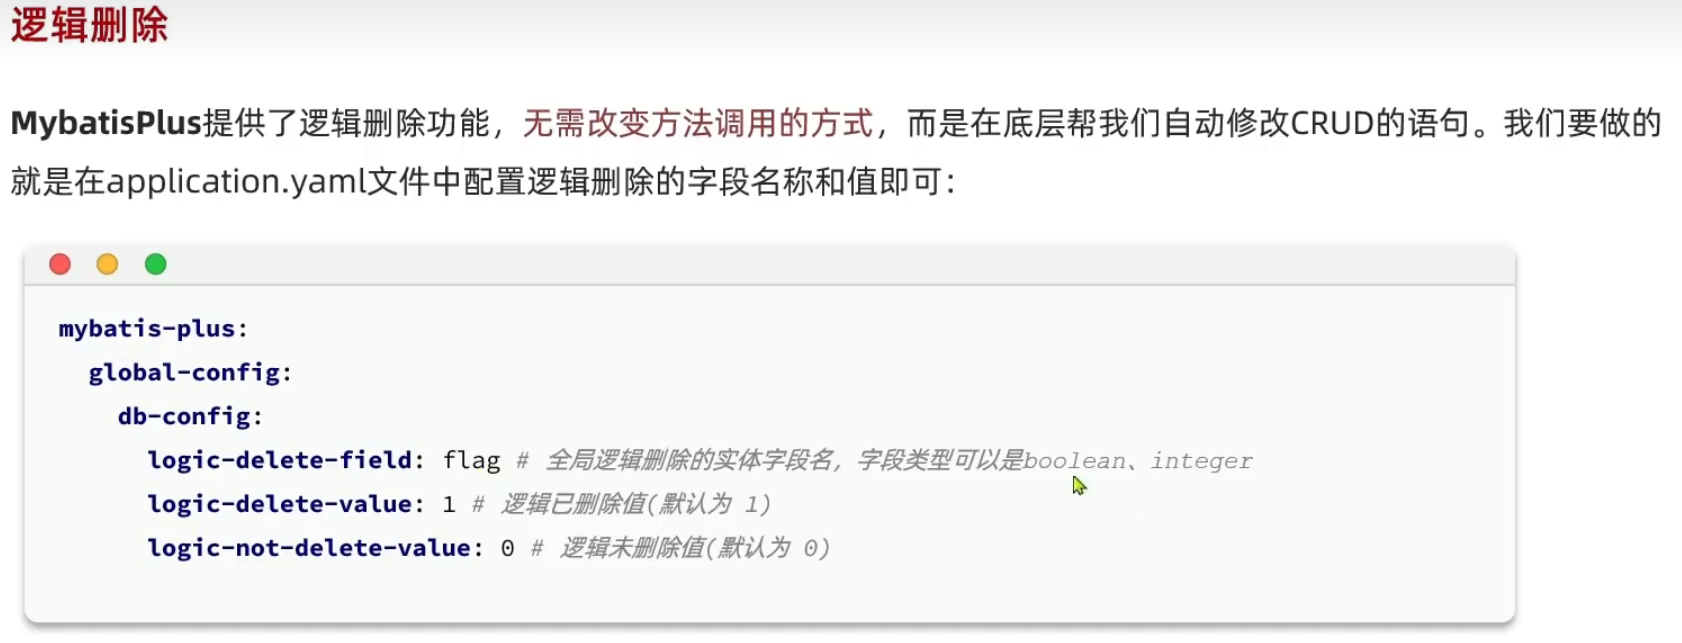 逻辑删除
MybatisPlus提供了逻辑删除功能，无需改变方法调用的方式，而是在底层帮我们自动修改CRUD的语句。我们要做的
就是在application.yaml文件中配置逻辑删除的字段名称和值即可：
mybatis-plus:
  global-config:
    db-config:
      logic-delete-field: flag # 全局逻辑删除的实体字段名，字段类型可以是boolean、integer
      logic-delete-value: 1 # 逻辑已删除值(默认为 1)
      logic-not-delete-value: 0 # 逻辑未删除值(默认为 0)